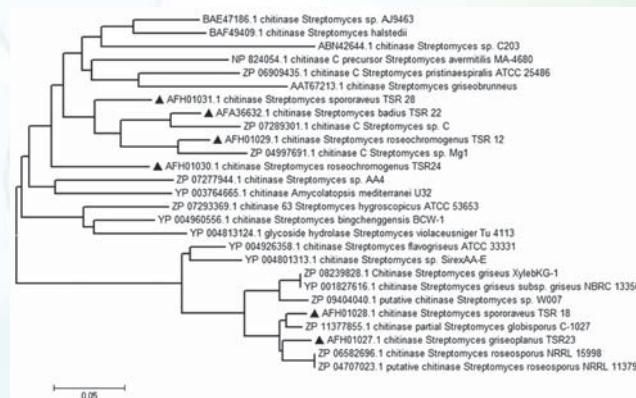 BAE47186.1 chitinase Streptomyces sp. AJ9463
BAF49409.1 chitinase Streptomyces halstedii
ABN42644.1 chitinase Streptomyces sp. C203
NP 824054.1 chitinase C precursor Streptomyces avermitilis MA-4680
ZP 06909435.1 chitinase C Streptomyces pristinaespiralis ATCC 25486
AAT67213.1 chitinase Streptomyces griseobrunneus
▲ AFH01031.1 chitinase Streptomyces spororaveus TSR 28
▲ AFA36632.1 chitinase Streptomyces badius TSR 22
ZP 07289301.1 chitinase C Streptomyces sp. C
▲ AFH01029.1 chitinase Streptomyces roseochromogenus TSR 12
ZP 04997691.1 chitinase C Streptomyces sp. Mg1
▲ AFH01030.1 chitinase Streptomyces roseochromogenus TSR24
ZP 07277944.1 chitinase Streptomyces sp. AA4
YP 003764665.1 chitinase Amycolatopsis mediterranei U32
ZP 07293369.1 chitinase 63 Streptomyces hygroscopicus ATCC 53653
YP 004960556.1 chitinase Streptomyces bingchenggensis BCW-1
YP 004813124.1 glycoside hydrolase Streptomyces violaceusniger Tu 4113
YP 004926358.1 chitinase Streptomyces flavogriseus ATCC 33331
YP 004801313.1 chitinase Streptomyces sp. SirexAA-E
ZP 08239828.1 Chitinase Streptomyces griseus XylebKG-1
YP 001827616.1 chitinase Streptomyces griseus subsp. griseus NBRC 13350
ZP 09404040.1 putative chitinase Streptomyces sp. W007
▲ AFH01028.1 chitinase Streptomyces spororaveus TSR 18
ZP 11377855.1 chitinase partial Streptomyces globisporus C-1027
▲ AFH01027.1 chitinase Streptomyces griseoplanus TSR23
ZP 06582696.1 chitinase Streptomyces roseosporus NRRL 15998
ZP 04707023.1 putative chitinase Streptomyces roseosporus NRRL 11379
0.05